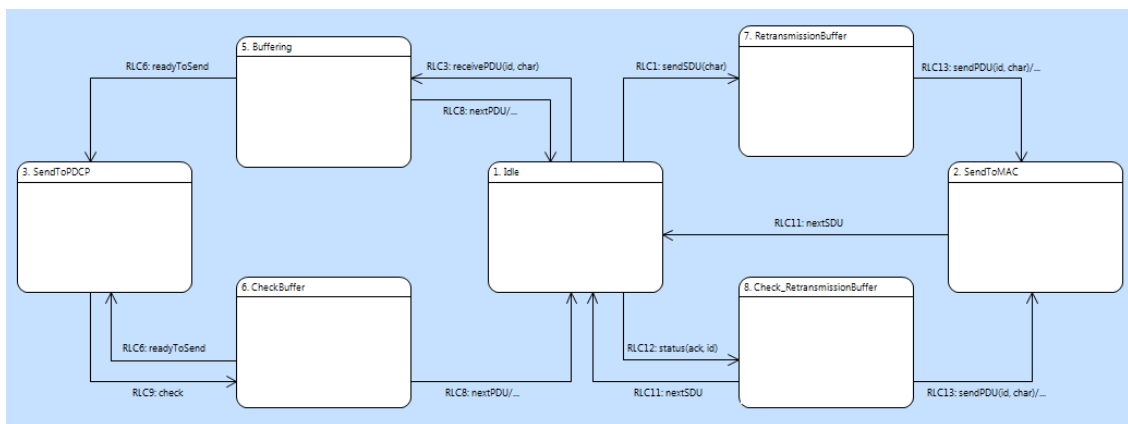 5. Buffering
7. RetransmissionBuffer
RLC6: readyToSend
RLC3: receivePDU(id, char)
RLC1: sendSDU(char)
RLC13: sendPDU(id, char)/...
RLC8: nextPDU/...
3. SendToPDCP
1. Idle
2. SendToMAC
RLC11: nextSDU
6. CheckBuffer
8. Check_RetransmissionBuffer
RLC6: readyToSend
RLC12: status(ack, id)
RLC9: check
RLC8: nextPDU/...
RLC11: nextSDU
RLC13: sendPDU(id, char)/...